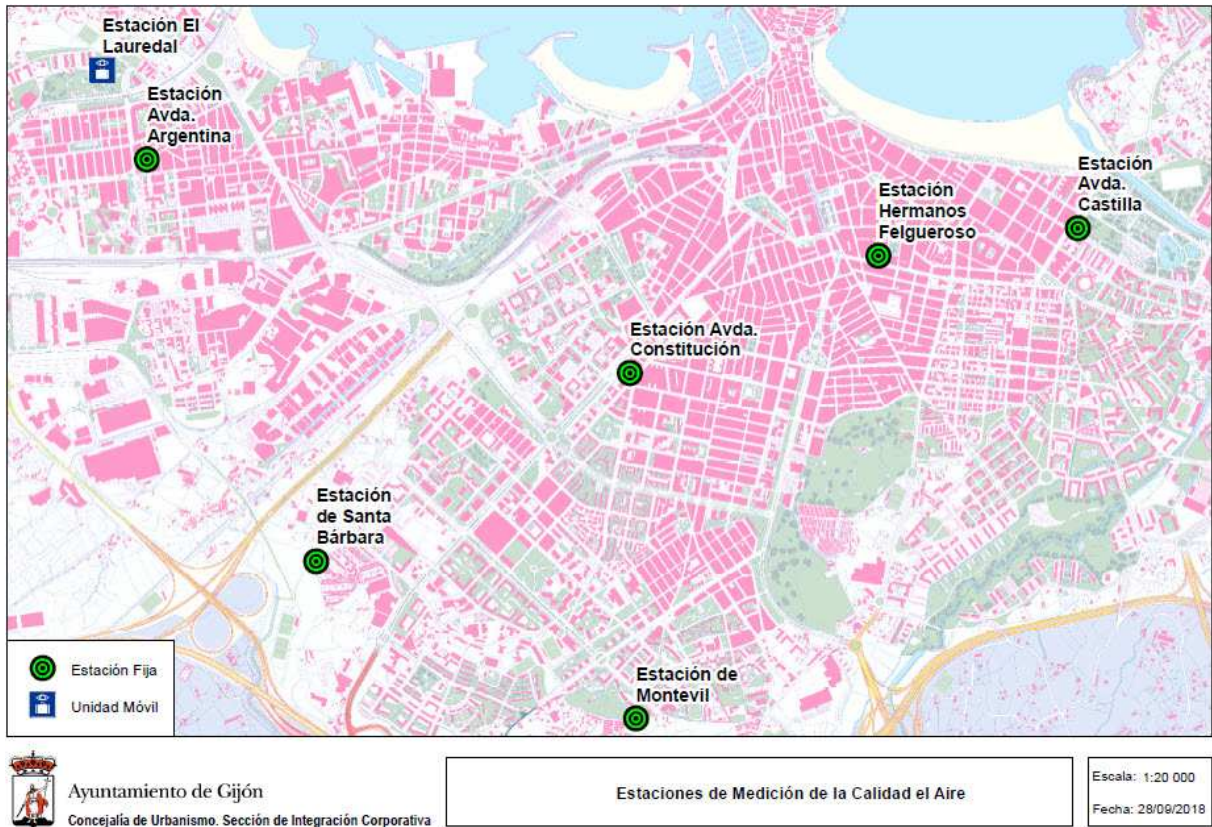 Estación El
Lauredal
Estación
Avda.
Argentina
Estación
Avda.
Castilla
Estación
Hermanos
Felgueroso
Estación Avda.
Constitución
Estación
de Santa
Bárbara
Estación de
Montevil
Estación Fija
Unidad Móvil
Ayuntamiento de Gijón
Concejalía de Urbanismo. Sección de Integración Corporativa
Estaciones de Medición de la Calidad el Aire
Escala: 1:20 000
Fecha: 28/09/2018